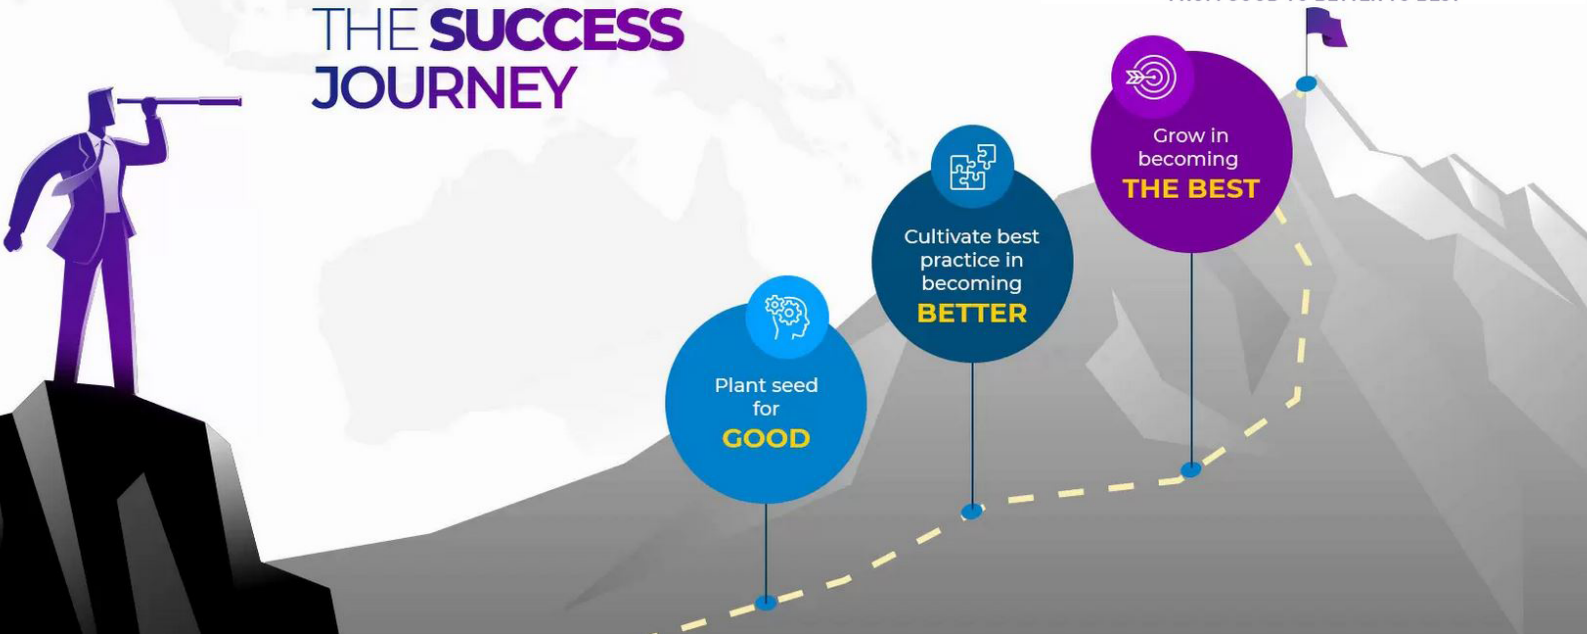 THE SUCCESS
JOURNEY
Grow in
becoming
THE BEST
Cultivate best
practice in
becoming
BETTER
Plant seed
for
GOOD